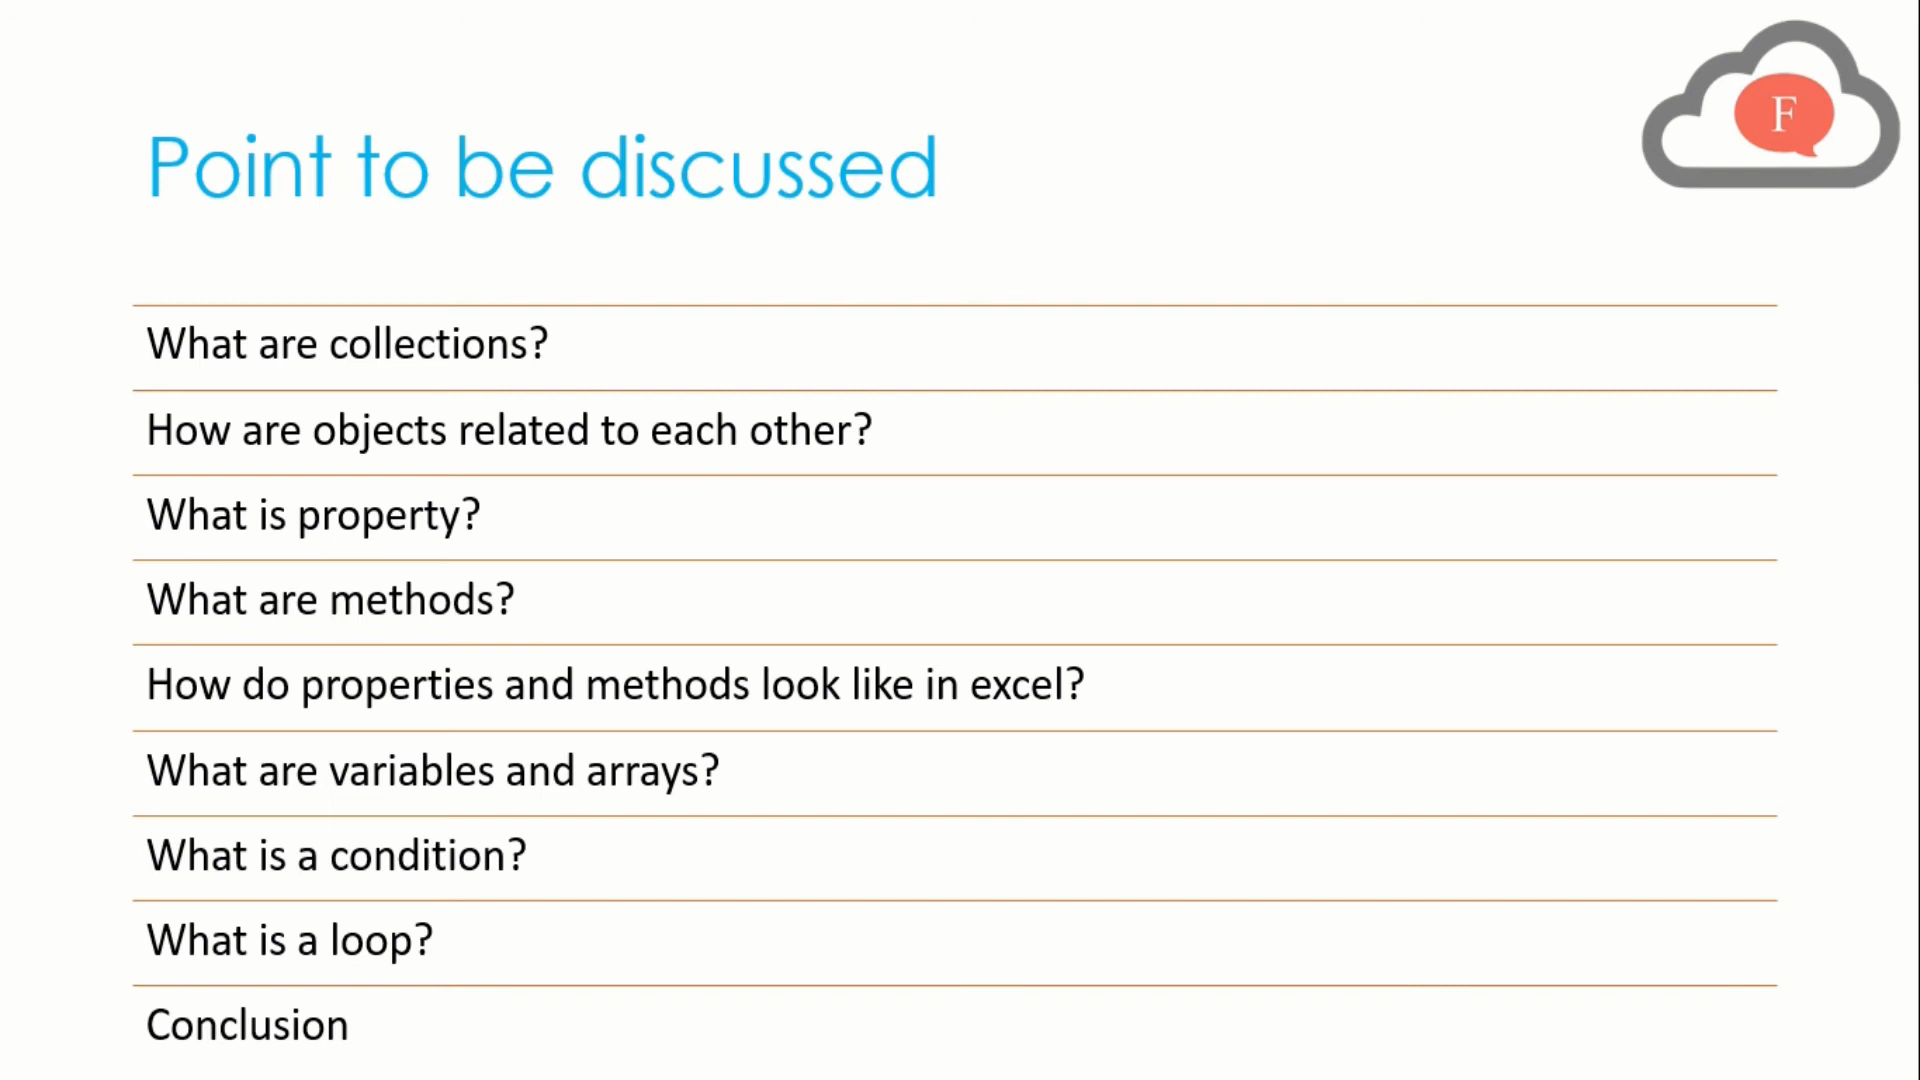 F
Point to be discussed
What are collections?
How are objects related to each other?
What is property?
What are methods?
How do properties and methods look like in excel?
What are variables and arrays?
What is a condition?
What is a loop?
Conclusion